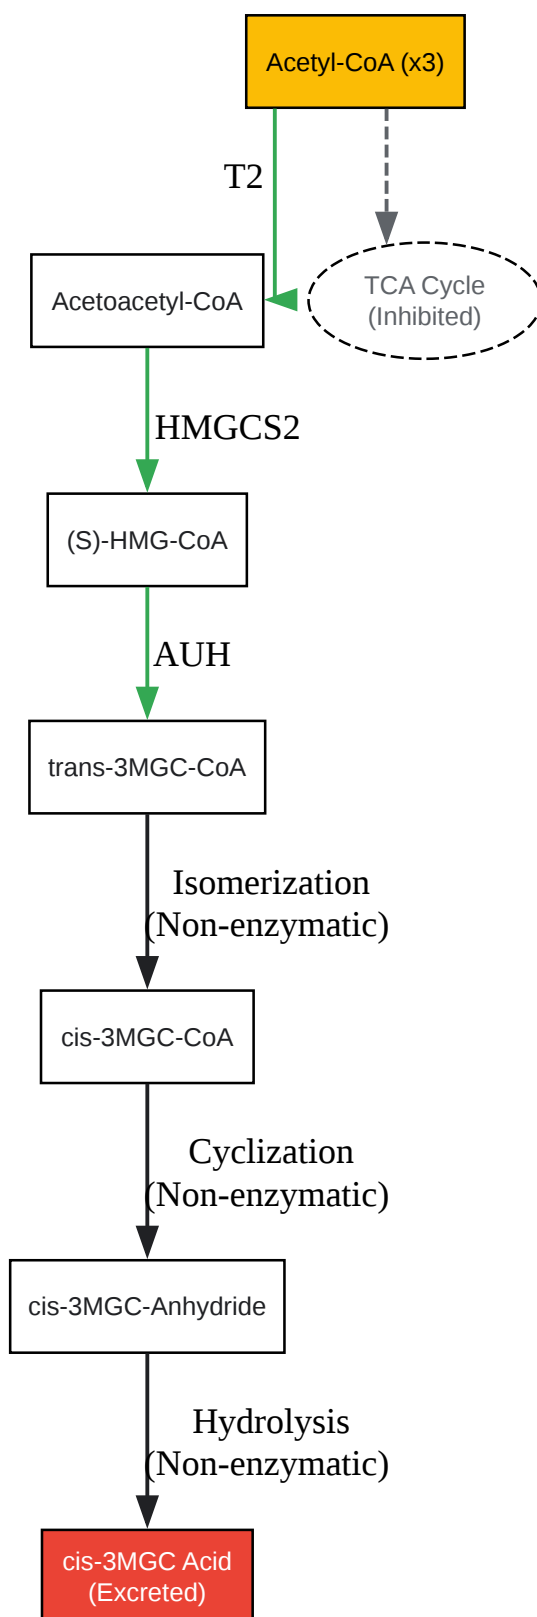 Acetyl-CoA (x3)
T2
TCA Cycle
(Inhibited)
Acetoacetyl-CoA
HMGCS2
(S)-HMG-CoA
AUH
trans-3MGC-CoA
Isomerization
(Non-enzymatic)
cis-3MGC-CoA
Cyclization
(Non-enzymatic)
cis-3MGC-Anhydride
Hydrolysis
(Non-enzymatic)
cis-3MGC Acid
(Excreted)